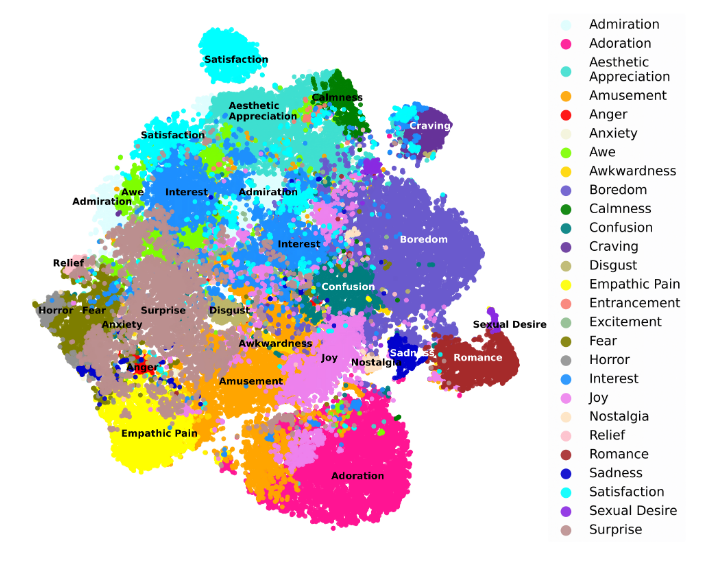 Satisfaction
Aesthetic
Appreciation
Calmness
Satisfaction
Craving
Awe
Interest
Admiration
Admiration
Interest
Boredom
Relief
Confusion
Horror
Fear
Surprise
Disgust
Anxiety
Sexual Desire
Awkwardness
Joy
Nostalgia
Sadness
Romance
Anger
Amusement
Empathic Pain
Adoration
Admiration
Adoration
Aesthetic
Appreciation
Amusement
Anger
Anxiety
Awe
Awkwardness
Boredom
Calmness
Confusion
Craving
Disgust
Empathic Pain
Entrancement
Excitement
Fear
Horror
Interest
Joy
Nostalgia
Relief
Romance
Sadness
Satisfaction
Sexual Desire
Surprise